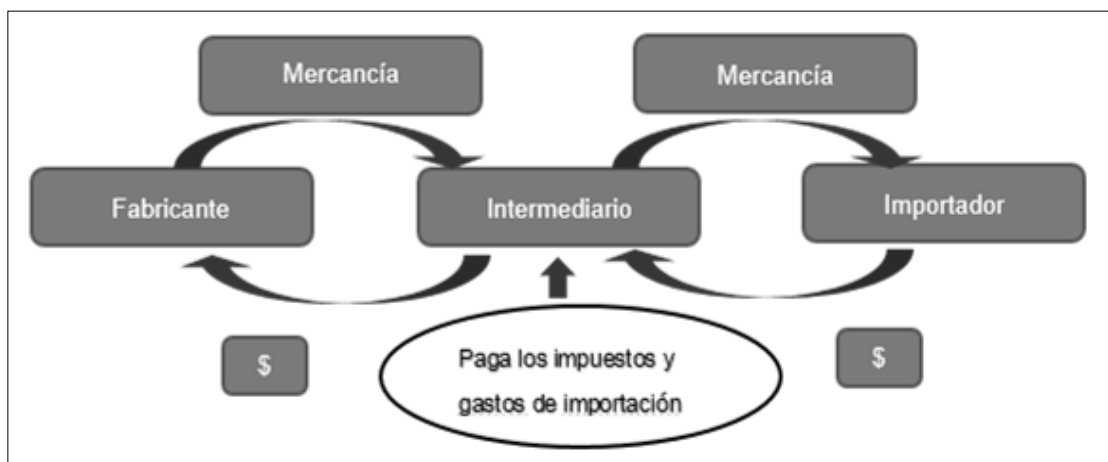 Mercancía
Mercancía
Fabricante
Intermediario
Importador
$
Paga los impuestos y
gastos de importación
$